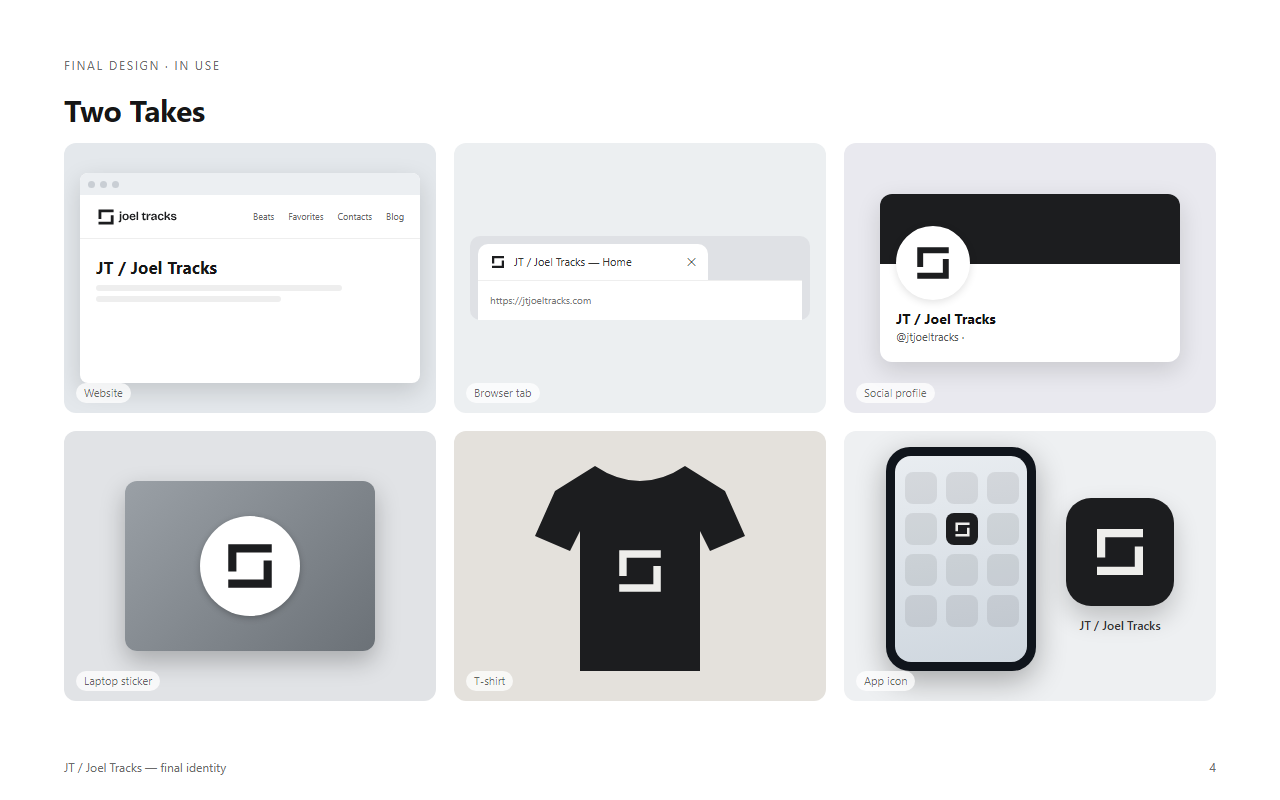 FINAL DESIGN · IN USE
Two Takes
joel tracks
Beats Favorites Contacts Blog
JT / Joel Tracks
Website
JT / Joel Tracks — Home
https://jtjoeltracks.com
Browser tab
JT / Joel Tracks
@jtjoeltracks ·
Social profile
Laptop sticker
T-shirt
JT / Joel Tracks
App icon
JT / Joel Tracks — final identity
4